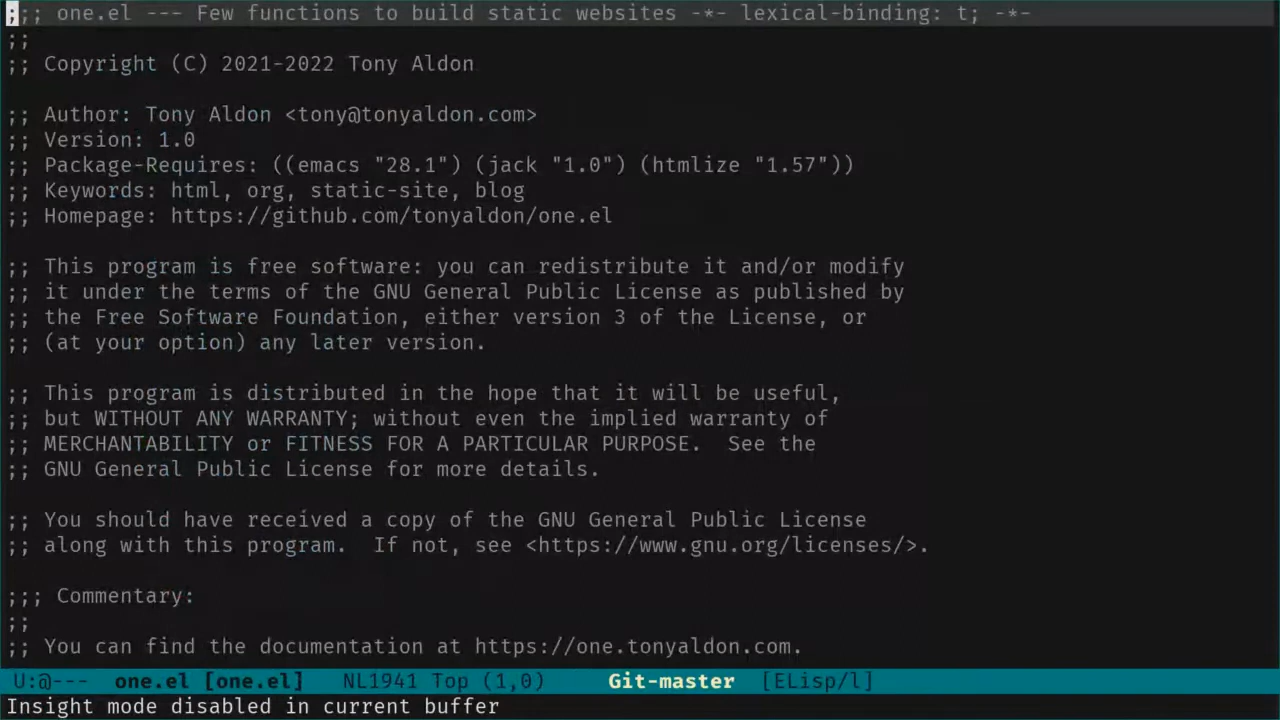 ;;; one.el --- Few functions to build static websites -*- lexical-binding: t; -*-
;;
;; Copyright (C) 2021-2022 Tony Aldon

;; Author: Tony Aldon <tony@tonyaldon.com>
;; Version: 1.0
;; Package-Requires: ((emacs "28.1") (jack "1.0") (htmlize "1.57"))
;; Keywords: html, org, static-site, blog
;; Homepage: https://github.com/tonyaldon/one.el

;; This program is free software: you can redistribute it and/or modify
;; it under the terms of the GNU General Public License as published by
;; the Free Software Foundation, either version 3 of the License, or
;; (at your option) any later version.

;; This program is distributed in the hope that it will be useful,
;; but WITHOUT ANY WARRANTY; without even the implied warranty of
;; MERCHANTABILITY or FITNESS FOR A PARTICULAR PURPOSE.  See the
;; GNU General Public License for more details.

;; You should have received a copy of the GNU General Public License
;; along with this program.  If not, see <https://www.gnu.org/licenses/>.

;;; Commentary:
;;
;; You can find the documentation at https://one.tonyaldon.com.
U:@---  one.el [one.el]   NL1941 Top (1,0)     Git-master  [ELisp/l]
Insight mode disabled in current buffer